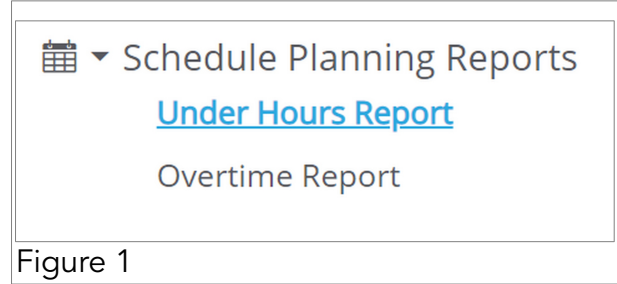 Schedule Planning Reports
Under Hours Report
Overtime Report
Figure 1